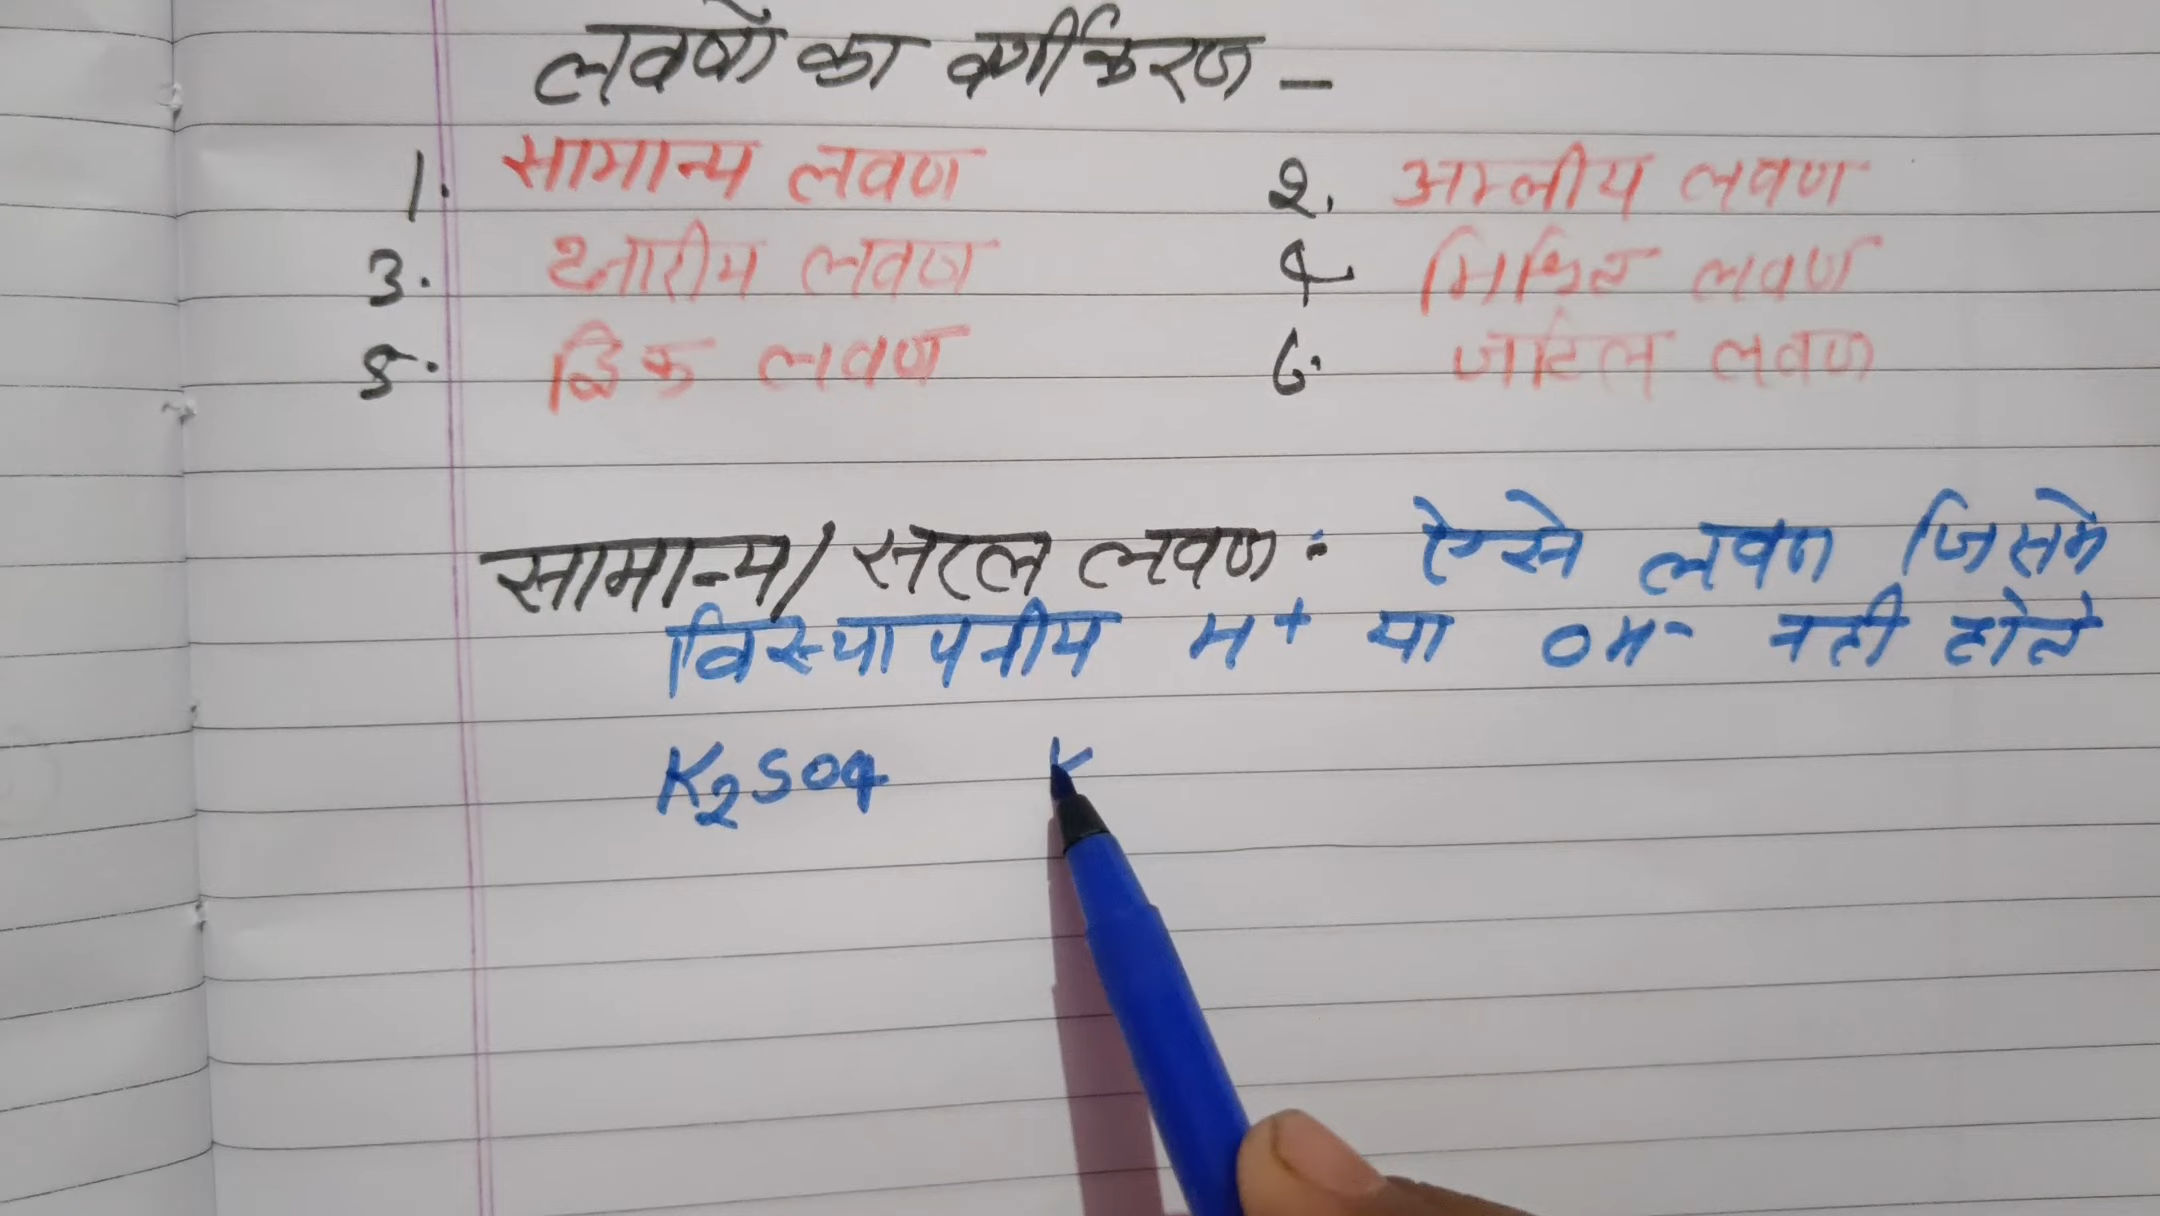 लवणों का वर्गीकरण –
1. सामान्य लवण 2. अम्लीय लवण
3. क्षारीय लवण 4. मिश्रित लवण
5. द्विक लवण 6. जटिल लवण
सामान्य/ सरल लवण : ऐसे लवण जिसमे
विस्थापनीय H+ या OH- नही होते
K2SO4 K